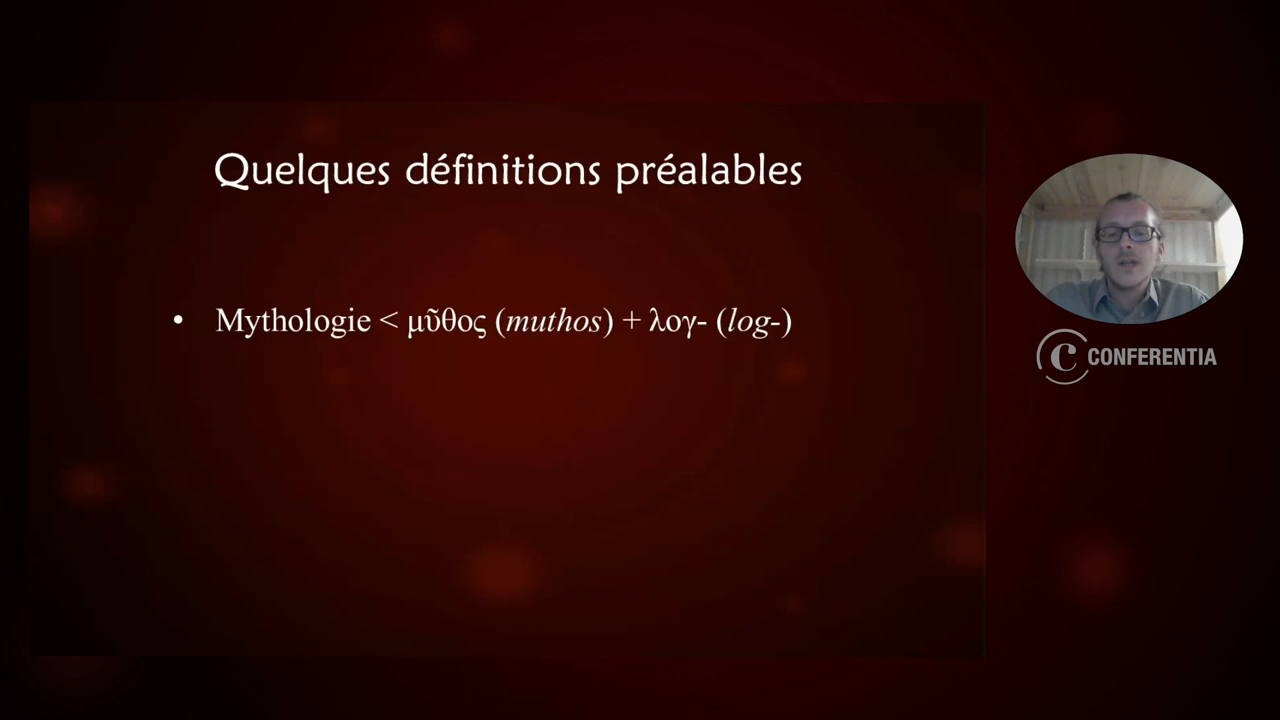 Quelques définitions préalables
• Mythologie < μῦθος (muthos) + λογ- (log-)
C CONFERENTIA